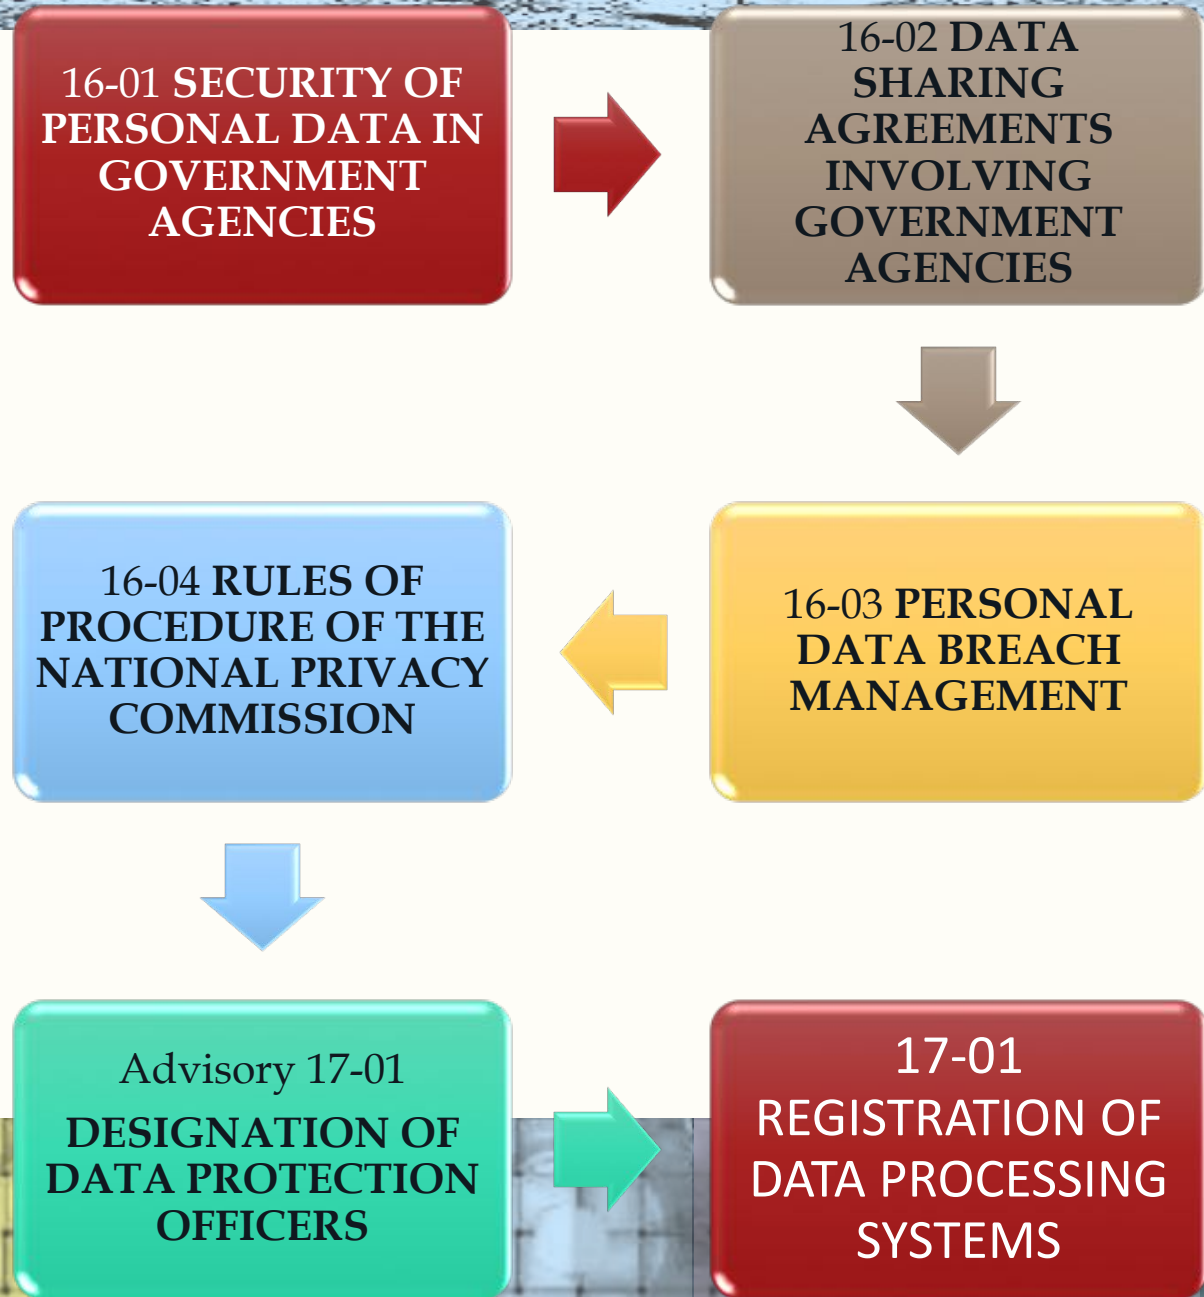 16-01 SECURITY OF
PERSONAL DATA IN
GOVERNMENT
AGENCIES
16-02 DATA
SHARING
AGREEMENTS
INVOLVING
GOVERNMENT
AGENCIES
16-03 PERSONAL
DATA BREACH
MANAGEMENT
16-04 RULES OF
PROCEDURE OF THE
NATIONAL PRIVACY
COMMISSION
Advisory 17-01
DESIGNATION OF
DATA PROTECTION
OFFICERS
17-01
REGISTRATION OF
DATA PROCESSING
SYSTEMS